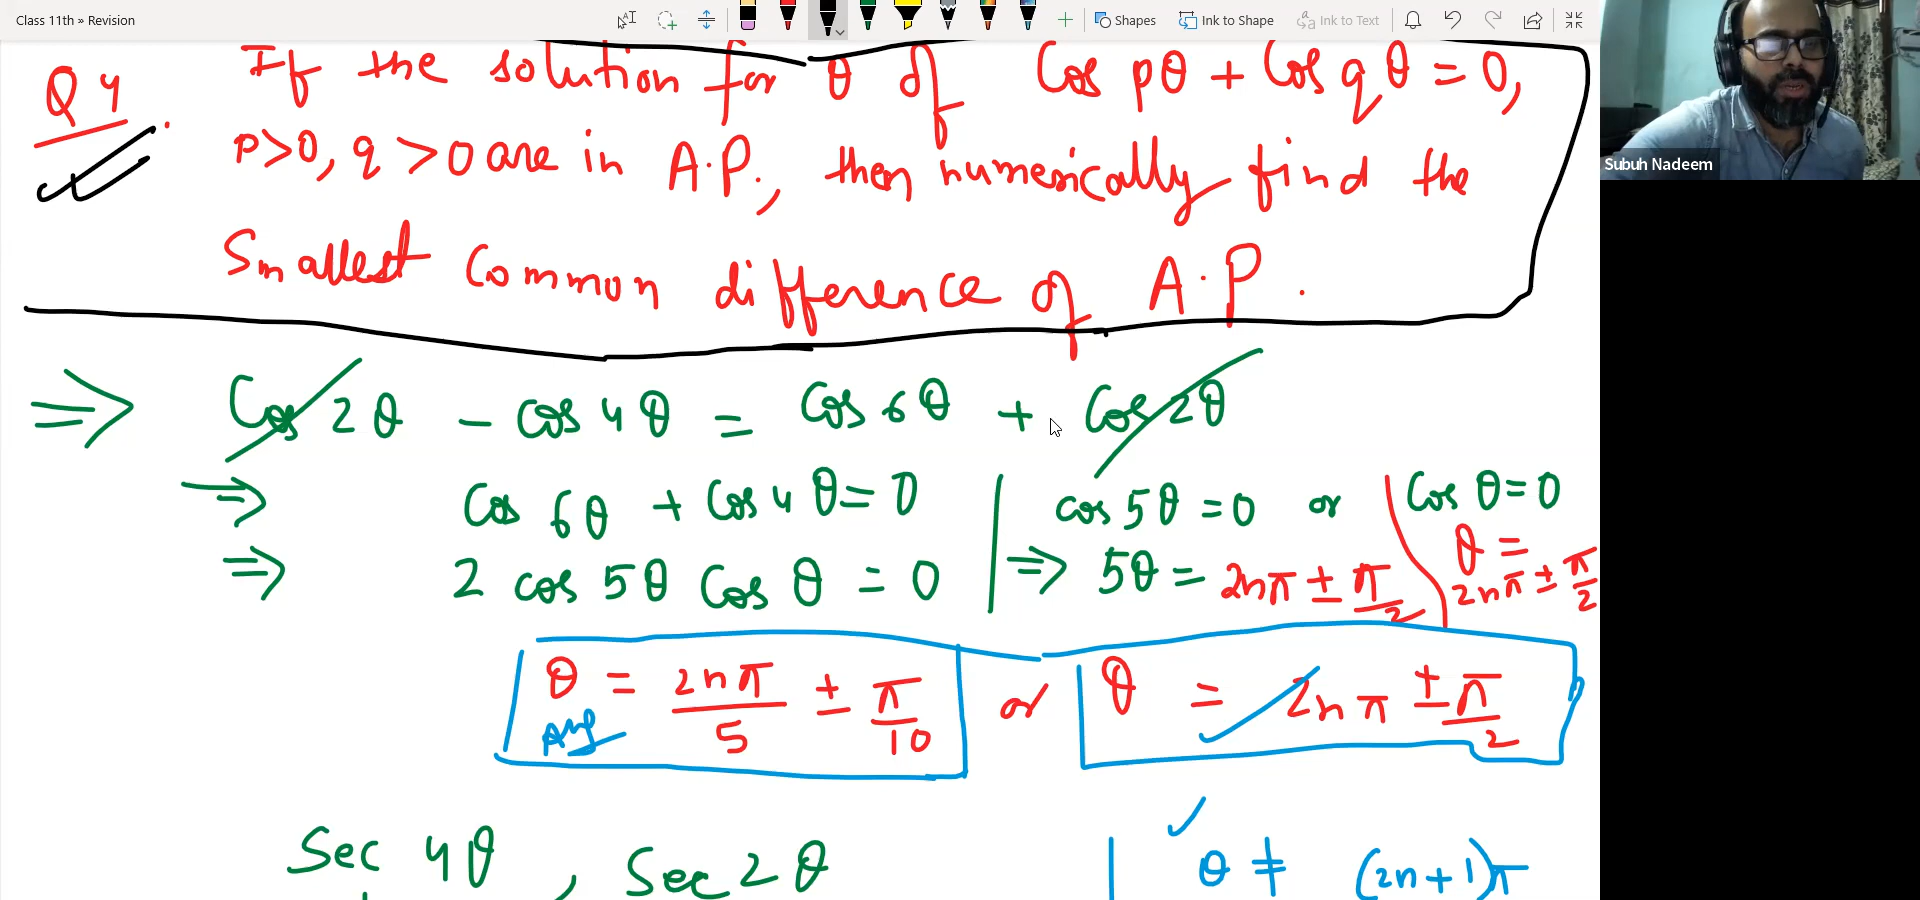 Class 11th » Revision
Shapes
Ink to Shape
Ink to Text
Subuh Nadeem
Q 4 . If the solution for θ of Cos pθ + Cos qθ = 0,
p>0, q >0 are in A.P., then numerically find the
Smallest Common difference of A.P.
⇒ Cos 2θ - cos 4θ = Cos 6θ + Cos 2θ
⇒ Cos 6θ + Cos 4θ = 0 | cos 5θ = 0 or Cos θ = 0
⇒ 2 cos 5θ Cos θ = 0 | ⇒ 5θ = 2nπ ± π/2 θ = 2nπ ± π/2
θ = 2nπ/5 ± π/10 or θ = 2nπ ± π/2
Ans
Sec 4θ , Sec 2θ | θ ≠ (2n+1)π